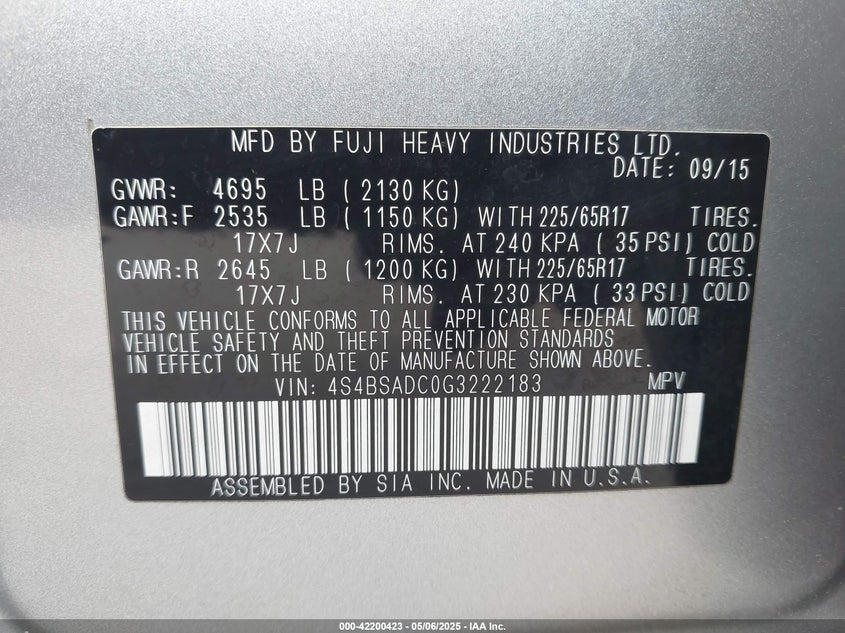 MFD BY FUJI HEAVY INDUSTRIES LTD.
DATE: 09/15
GVWR: 4695 LB ( 2130 KG)
GAWR:F 2535 LB ( 1150 KG) WITH 225/65R17 TIRES.
17X7J RIMS. AT 240 KPA ( 35 PSI) COLD
GAWR:R 2645 LB ( 1200 KG) WITH 225/65R17 TIRES.
17X7J RIMS. AT 230 KPA ( 33 PSI) COLD
THIS VEHICLE CONFORMS TO ALL APPLICABLE FEDERAL MOTOR
VEHICLE SAFETY AND THEFT PREVENTION STANDARDS
IN EFFECT ON THE DATE OF MANUFACTURE SHOWN ABOVE.
VIN: 4S4BSADC0G3222183 MPV
ASSEMBLED BY SIA INC. MADE IN U.S.A.
000-42200423 - 05/06/2025 - IAA Inc.